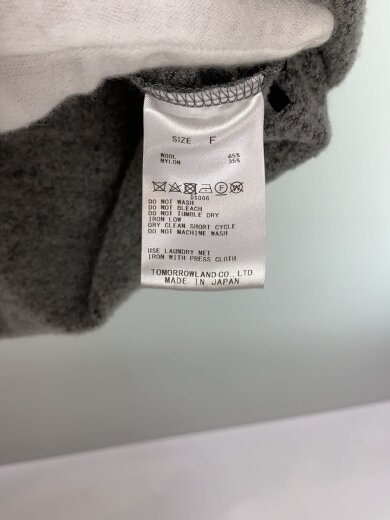 SIZE F
WOOL 65%
NYLON 35%
DS006
DO NOT WASH
DO NOT BLEACH
DO NOT TUMBLE DRY
IRON LOW
DRY CLEAN SHORT CYCLE
DO NOT MACHINE WASH
USE LAUNDRY NET
IRON WITH PRESS CLOTH
TOMORROWLAND CO., LTD
MADE IN JAPAN